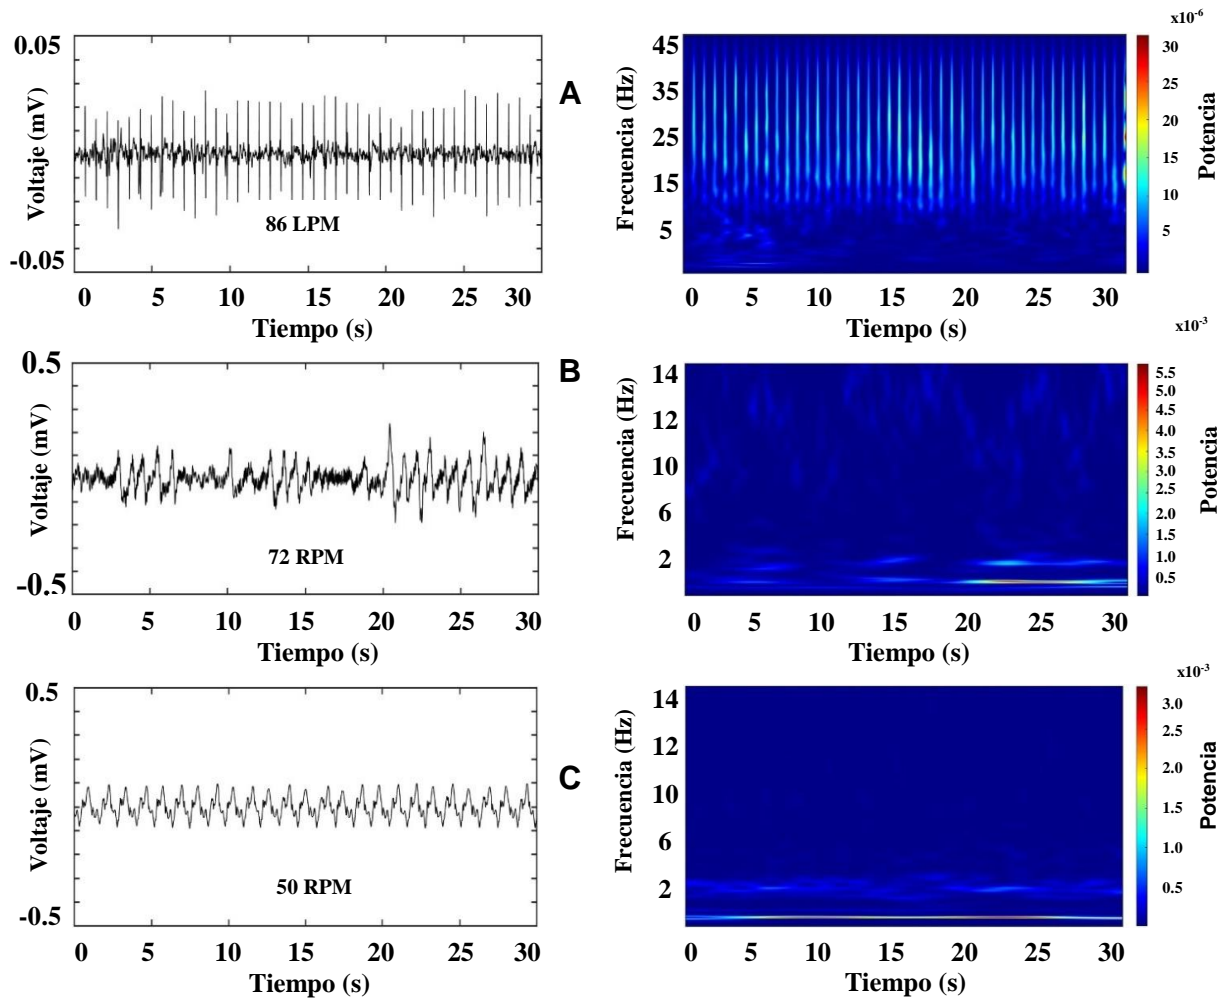 0.05
-0.05
Voltaje (mV)
86 LPM
0 5 10 15 20 25 30
Tiempo (s)
A
45
35
25
15
5
Frecuencia (Hz)
0 5 10 15 20 25 30
Tiempo (s)
x10-6
30
25
20
15
10
5
Potencia
0.5
-0.5
Voltaje (mV)
72 RPM
0 5 10 15 20 25 30
Tiempo (s)
B
14
12
10
6
2
Frecuencia (Hz)
0 5 10 15 20 25 30
Tiempo (s)
x10-3
5.5
5.0
4.5
4.0
3.5
3.0
2.5
2.0
1.5
1.0
0.5
Potencia
0.5
-0.5
Voltaje (mV)
50 RPM
0 5 10 15 20 25 30
Tiempo (s)
C
14
12
10
6
2
Frecuencia (Hz)
0 5 10 15 20 25 30
Tiempo (s)
x10-3
3.0
2.5
2.0
1.5
1.0
0.5
Potencia